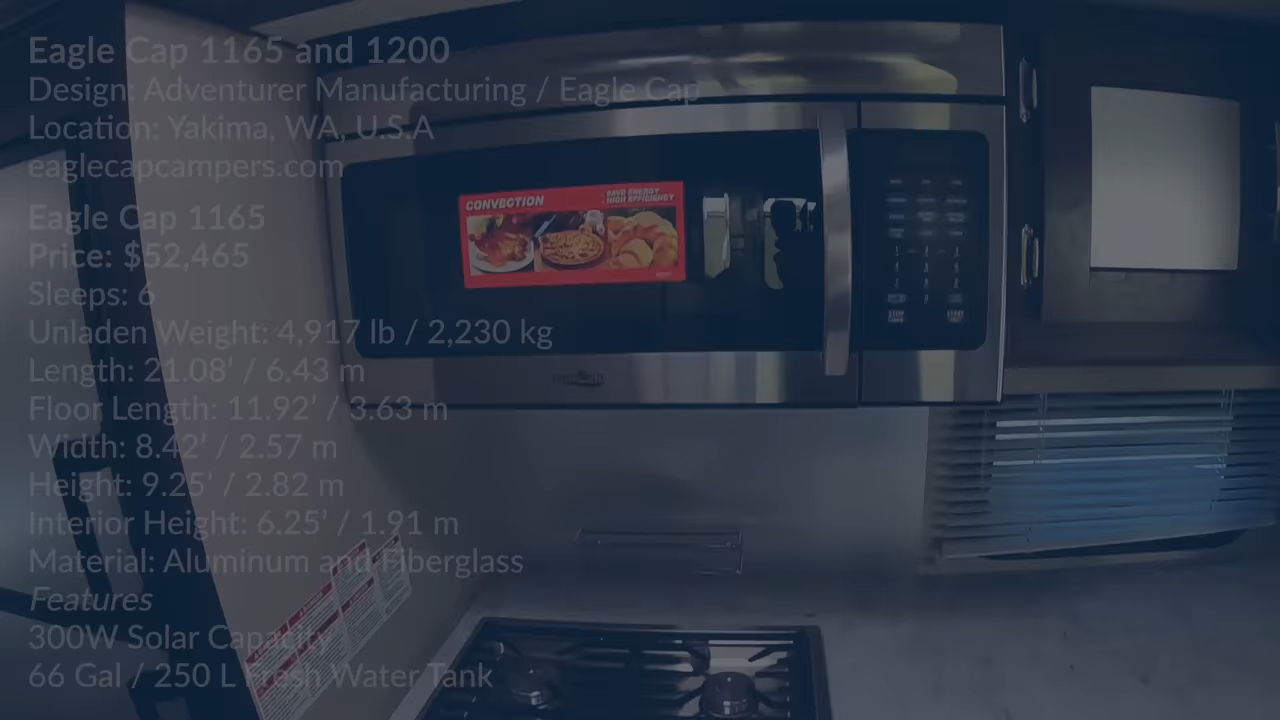 Eagle Cap 1165 and 1200
Design: Adventurer Manufacturing / Eagle Cap
Location: Yakima, WA, U.S.A
eaglecapcampers.com
Eagle Cap 1165
Price: $52,465
Sleeps: 6
Unladen Weight: 4,917 lb / 2,230 kg
Length: 21.08’ / 6.43 m
Floor Length: 11.92’ / 3.63 m
Width: 8.42’ / 2.57 m
Height: 9.25’ / 2.82 m
Interior Height: 6.25’ / 1.91 m
Material: Aluminum and Fiberglass
Features
300W Solar Capacity
66 Gal / 250 L Fresh Water Tank
CONVECTION
SAVE ENERGY
HIGH EFFICIENCY